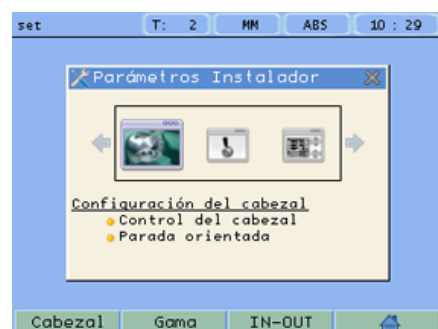 set T: 2 MM ABS 10 : 29
Parámetros Instalador
Configuración del cabezal
Control del cabezal
Parada orientada
Cabezal Gama IN-OUT